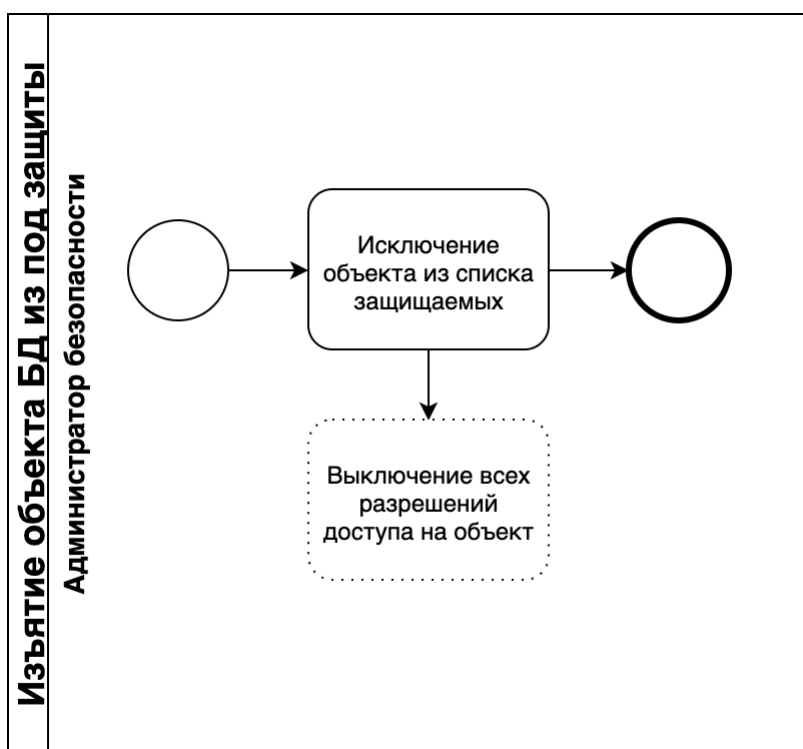 Изъятие объекта БД из под защиты
Администратор безопасности
Исключение
объекта из списка
защищаемых
Выключение всех
разрешений
доступа на объект